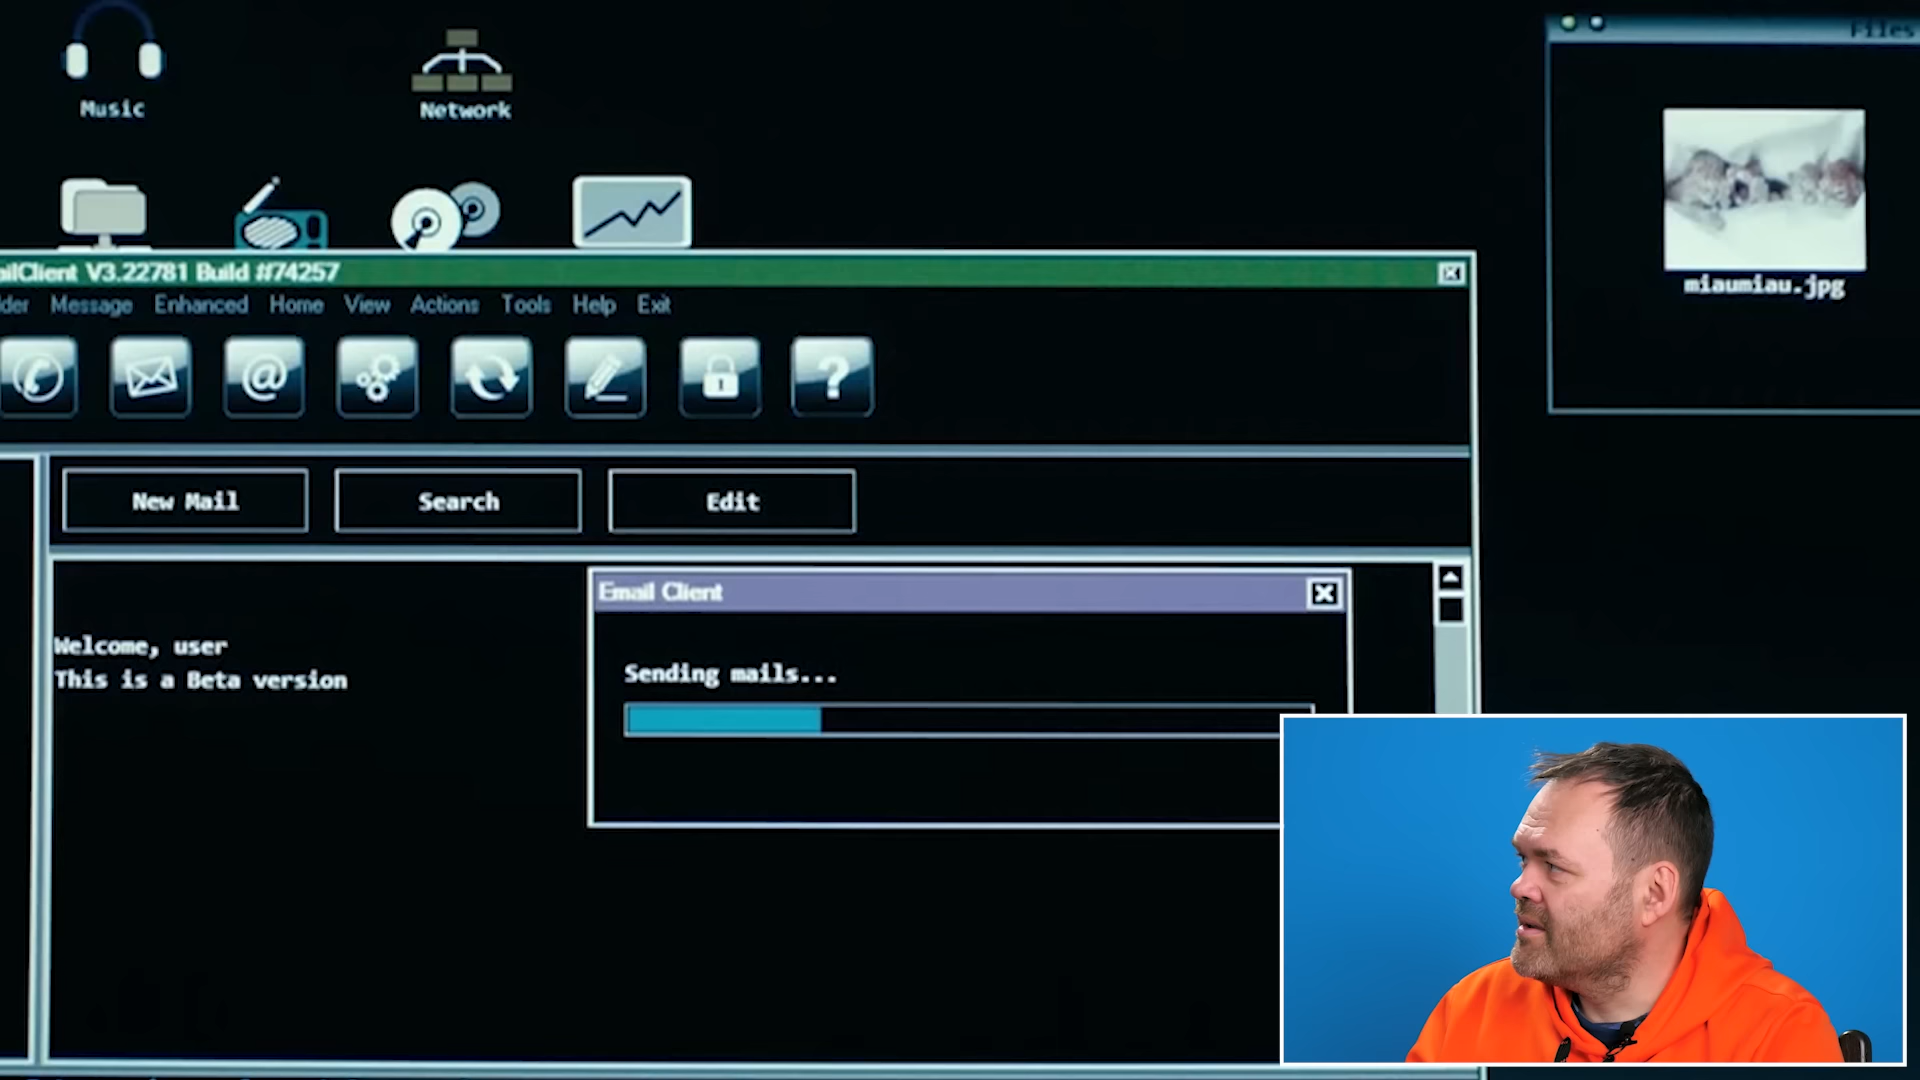 Music
Network
Files
miaumiau.jpg
ailClient V3.22781 Build #74257
lder Message Enhanced Home View Actions Tools Help Exit
New Mail
Search
Edit
Welcome, user
This is a Beta version
Email Client
Sending mails...